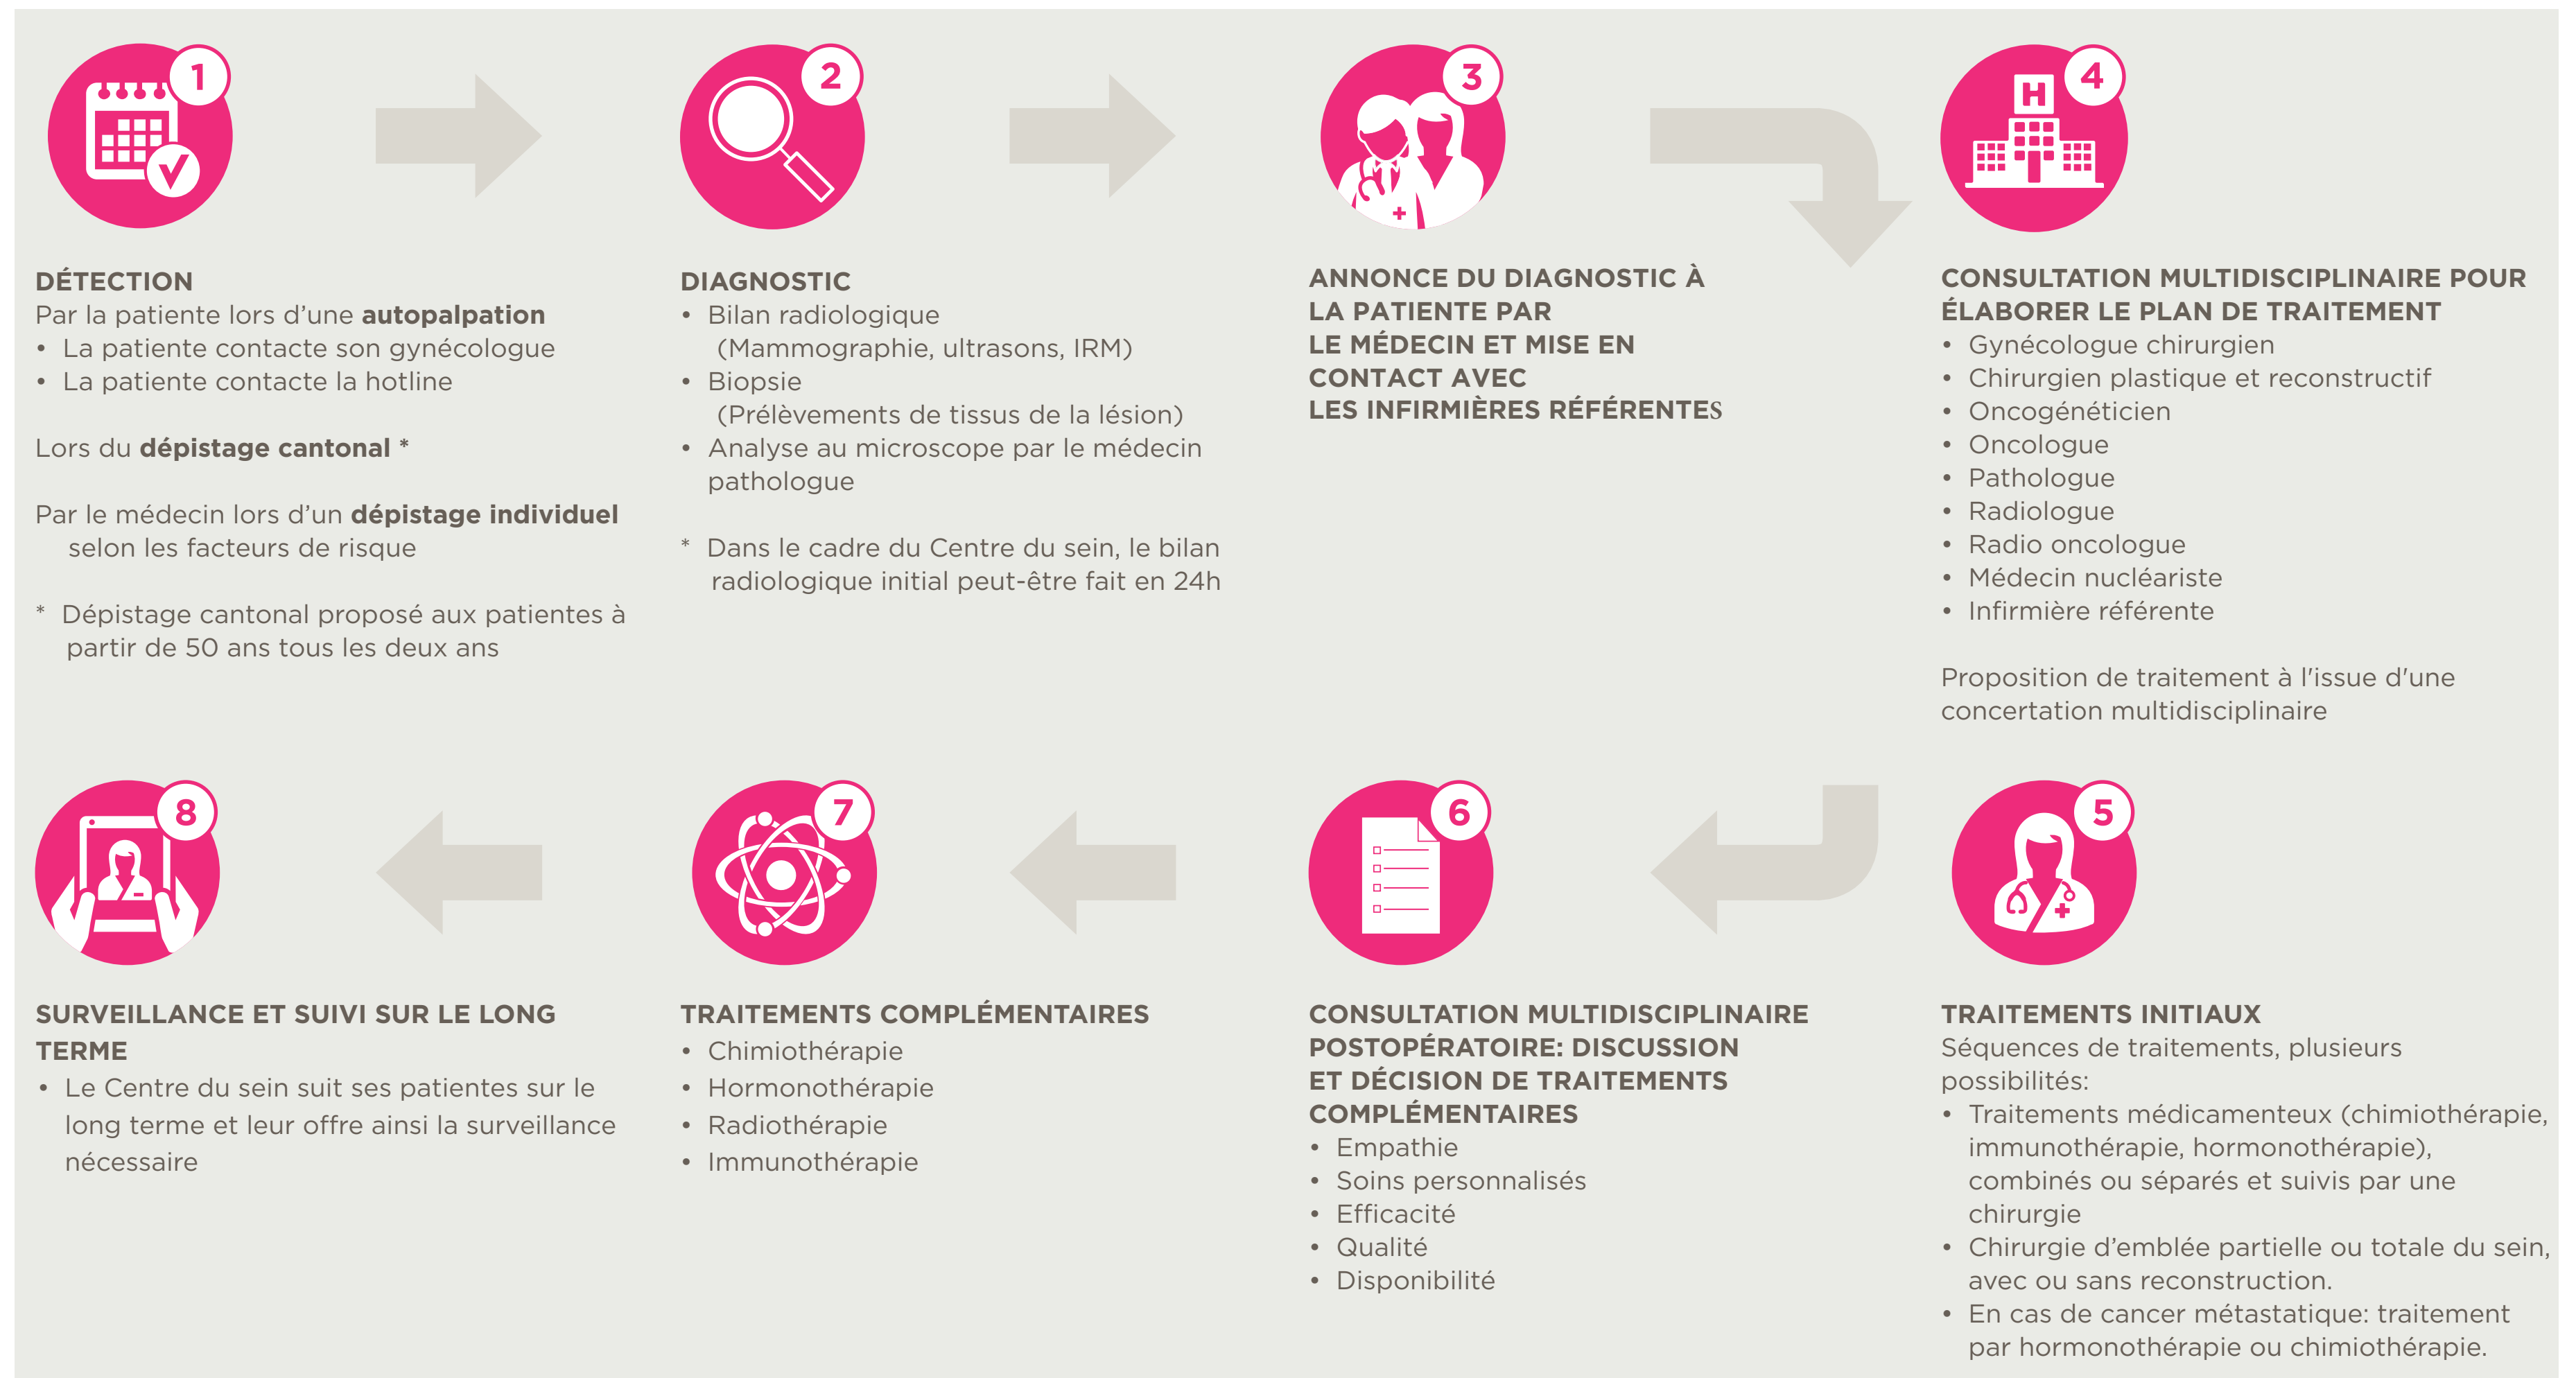 1
DÉTECTION
Par la patiente lors d’une autopalpation
• La patiente contacte son gynécologue
• La patiente contacte la hotline
Lors du dépistage cantonal *
Par le médecin lors d’un dépistage individuel
selon les facteurs de risque
* Dépistage cantonal proposé aux patientes à
partir de 50 ans tous les deux ans
2
DIAGNOSTIC
• Bilan radiologique
(Mammographie, ultrasons, IRM)
• Biopsie
(Prélèvements de tissus de la lésion)
• Analyse au microscope par le médecin
pathologue
* Dans le cadre du Centre du sein, le bilan
radiologique initial peut-être fait en 24h
3
ANNONCE DU DIAGNOSTIC À
LA PATIENTE PAR
LE MÉDECIN ET MISE EN
CONTACT AVEC
LES INFIRMIÈRES RÉFÉRENTES
H
4
CONSULTATION MULTIDISCIPLINAIRE POUR
ÉLABORER LE PLAN DE TRAITEMENT
• Gynécologue chirurgien
• Chirurgien plastique et reconstructif
• Oncogénéticien
• Oncologue
• Pathologue
• Radiologue
• Radio oncologue
• Médecin nucléariste
• Infirmière référente
Proposition de traitement à l'issue d'une
concertation multidisciplinaire
5
TRAITEMENTS INITIAUX
Séquences de traitements, plusieurs
possibilités:
• Traitements médicamenteux (chimiothérapie,
immunothérapie, hormonothérapie),
combinés ou séparés et suivis par une
chirurgie
• Chirurgie d’emblée partielle ou totale du sein,
avec ou sans reconstruction.
• En cas de cancer métastatique: traitement
par hormonothérapie ou chimiothérapie.
6
CONSULTATION MULTIDISCIPLINAIRE
POSTOPÉRATOIRE: DISCUSSION
ET DÉCISION DE TRAITEMENTS
COMPLÉMENTAIRES
• Empathie
• Soins personnalisés
• Efficacité
• Qualité
• Disponibilité
7
TRAITEMENTS COMPLÉMENTAIRES
• Chimiothérapie
• Hormonothérapie
• Radiothérapie
• Immunothérapie
8
SURVEILLANCE ET SUIVI SUR LE LONG
TERME
• Le Centre du sein suit ses patientes sur le
long terme et leur offre ainsi la surveillance
nécessaire